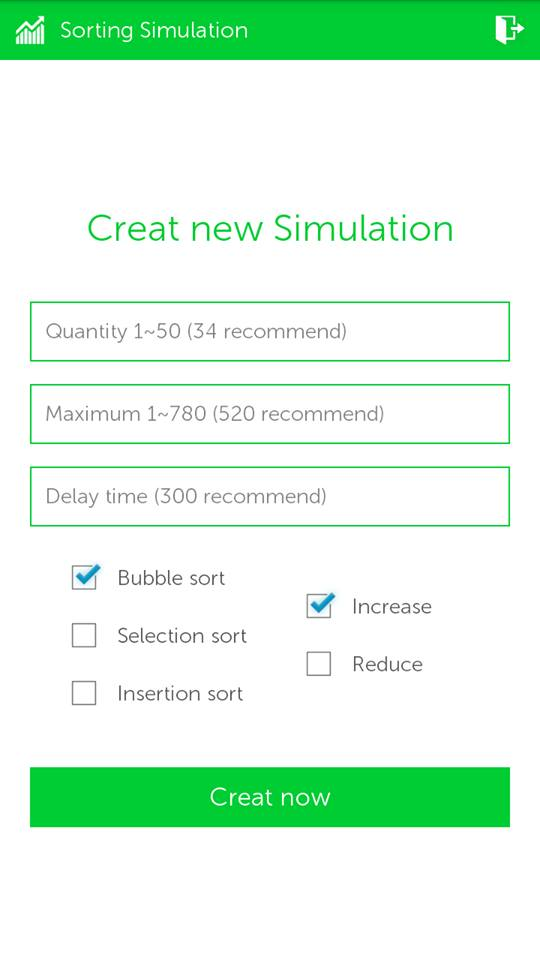 Sorting Simulation
Creat new Simulation
Quantity 1~50 (34 recommend)
Maximum 1~780 (520 recommend)
Delay time (300 recommend)
Bubble sort
Selection sort
Insertion sort
Increase
Reduce
Creat now